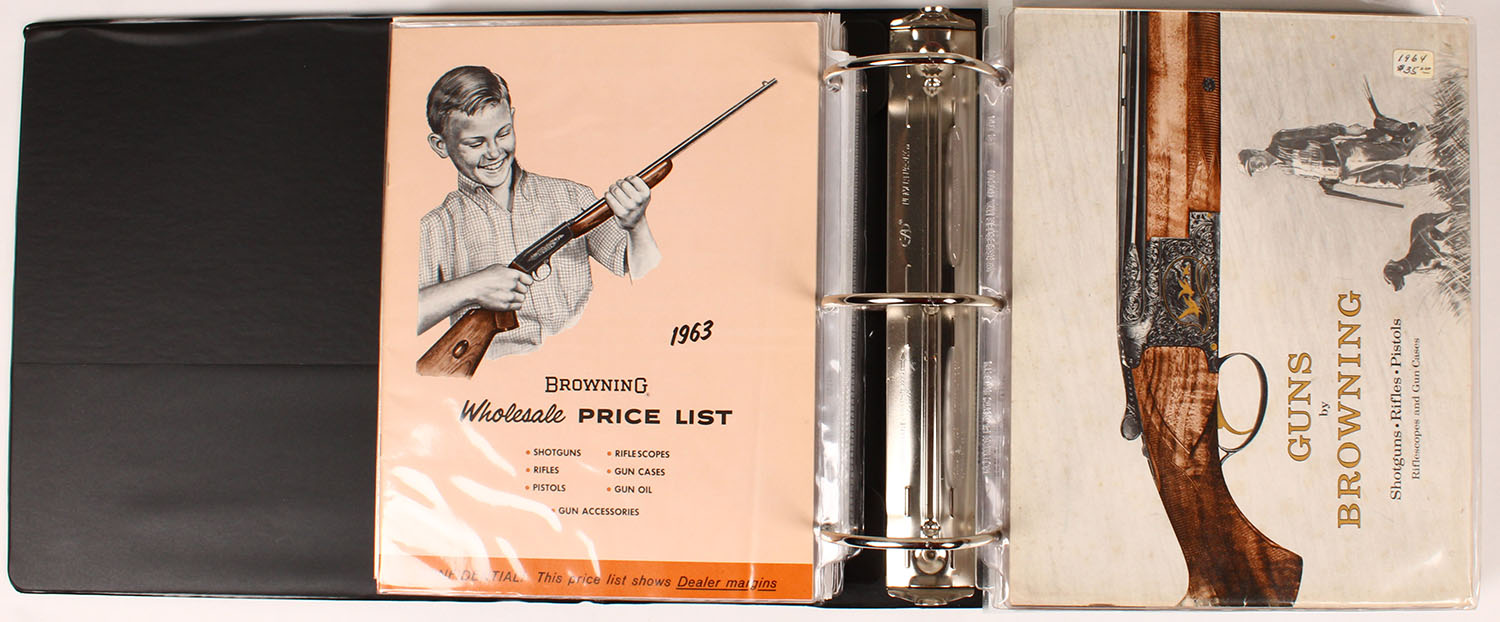 1963
BROWNING
Wholesale PRICE LIST
• SHOTGUNS
• RIFLES
• PISTOLS
• RIFLESCOPES
• GUN CASES
• GUN OIL
• GUN ACCESSORIES
This price list shows Dealer margins
1964
$35
GUNS
by
BROWNING
Shotguns • Rifles • Pistols
Riflescopes and Gun Cases